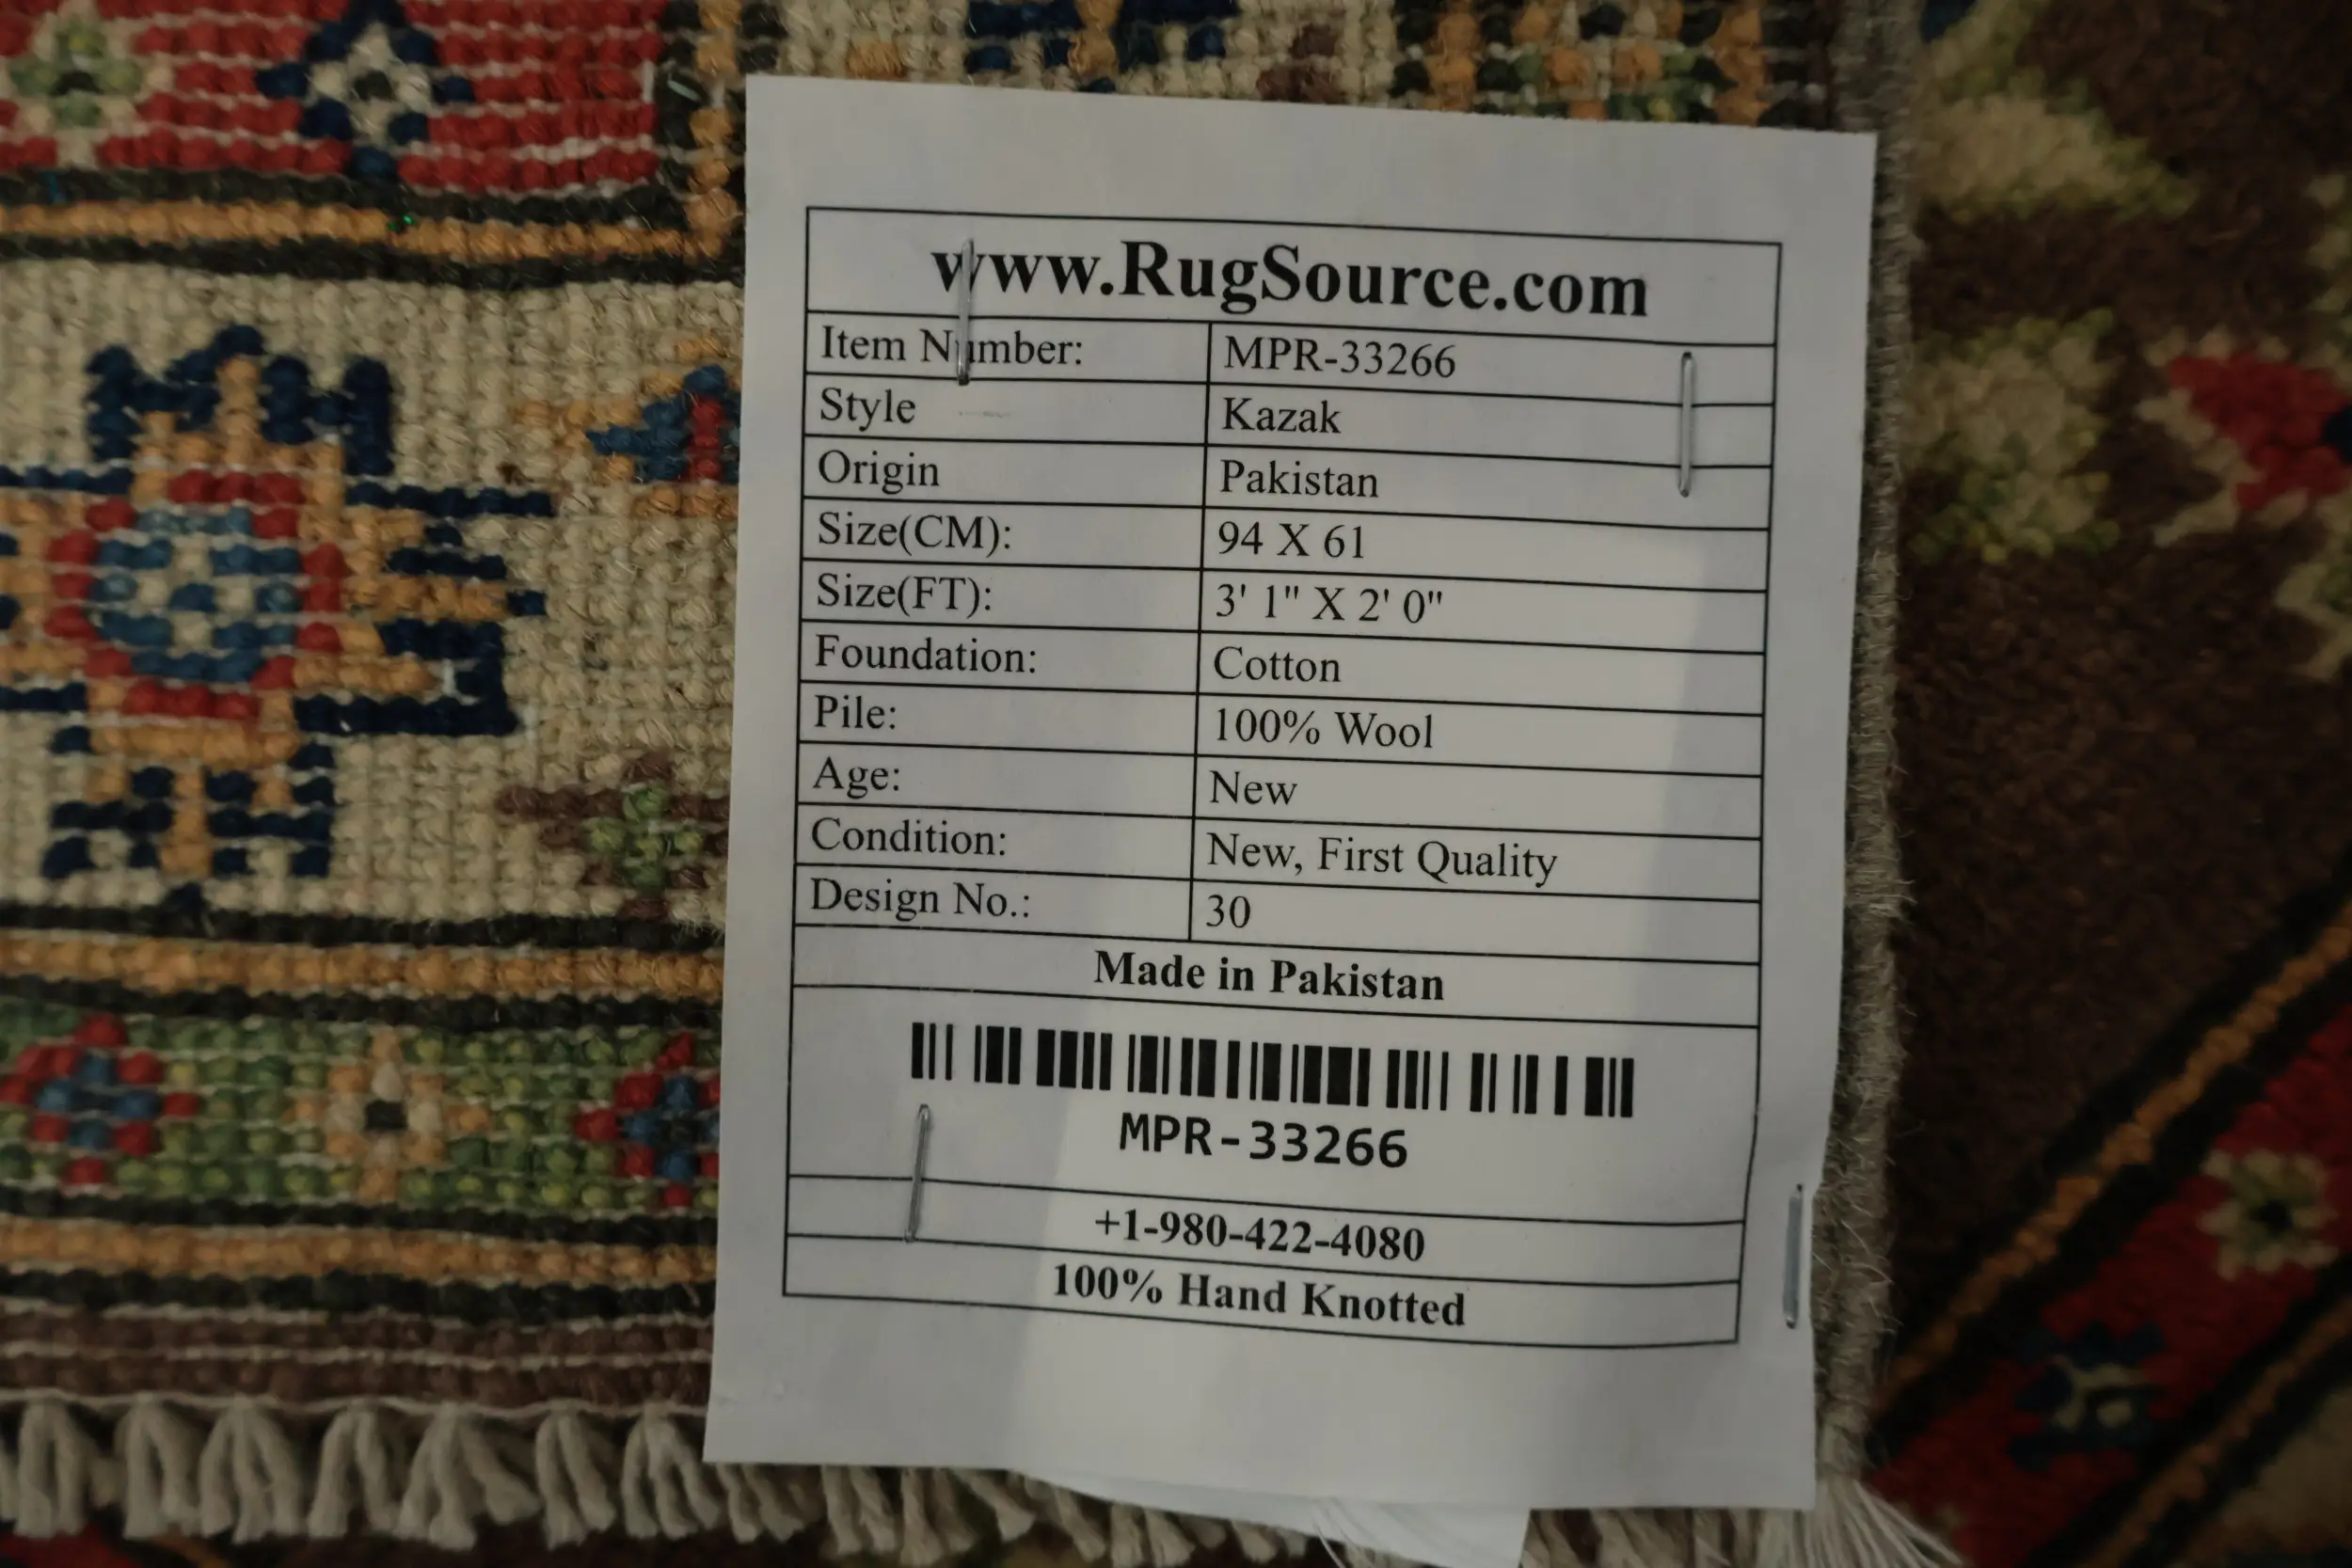 www.RugSource.com
Item Number: MPR-33266
Style Kazak
Origin Pakistan
Size(CM): 94 X 61
Size(FT): 3' 1" X 2' 0"
Foundation: Cotton
Pile: 100% Wool
Age: New
Condition: New, First Quality
Design No.: 30
Made in Pakistan
MPR-33266
+1-980-422-4080
100% Hand Knotted